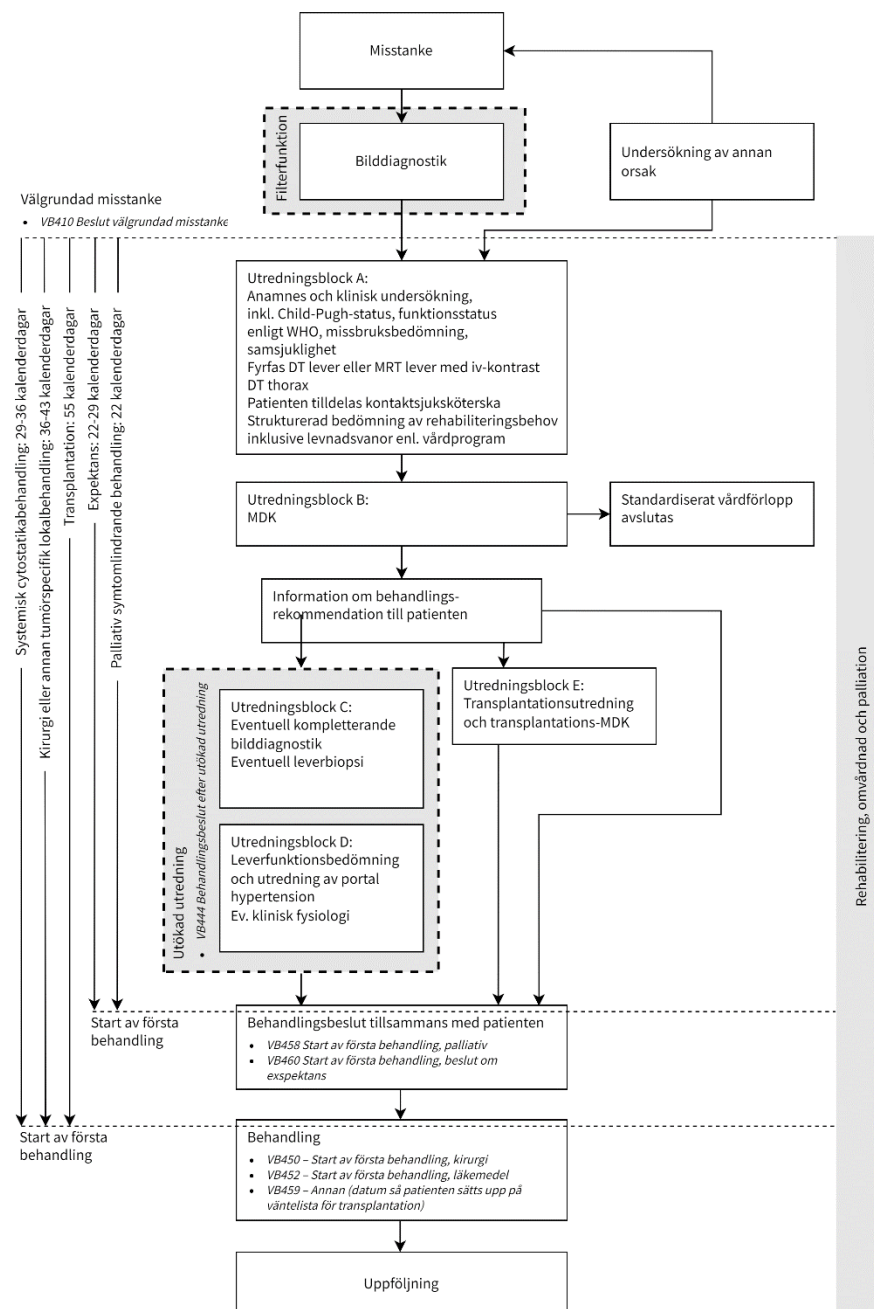 Misstanke
Filterfunktion
Bilddiagnostik
Undersökning av annan
orsak
Välgrundad misstanke
• VB410 Beslut välgrundad misstanke
Systemisk cytostatikabehandling: 29-36 kalenderdagar
Kirurgi eller annan tumörspecifik lokalbehandling: 36-43 kalenderdagar
Transplantation: 55 kalenderdagar
Expektans: 22-29 kalenderdagar
Palliativ symtomlindrande behandling: 22 kalenderdagar
Utredningsblock A:
Anamnes och klinisk undersökning,
inkl. Child-Pugh-status, funktionsstatus
enligt WHO, missbruksbedömning,
samsjuklighet
Fyrfas DT lever eller MRT lever med iv-kontrast
DT thorax
Patienten tilldelas kontaktsjuksköterska
Strukturerad bedömning av rehabiliteringsbehov
inklusive levnadsvanor enl. vårdprogram
Utredningsblock B:
MDK
Standardiserat vårdförlopp
avslutas
Information om behandlings-
rekommendation till patienten
Utökad utredning
• VB444 Behandlingsbeslut efter utökad utredning
Utredningsblock C:
Eventuell kompletterande
bilddiagnostik
Eventuell leverbiopsi
Utredningsblock D:
Leverfunktionsbedömning
och utredning av portal
hypertension
Ev. klinisk fysiologi
Utredningsblock E:
Transplantationsutredning
och transplantations-MDK
Rehabilitering, omvårdnad och palliation
Start av första
behandling
Behandlingsbeslut tillsammans med patienten
• VB458 Start av första behandling, palliativ
• VB460 Start av första behandling, beslut om
exspektans
Start av första
behandling
Behandling
• VB450 – Start av första behandling, kirurgi
• VB452 – Start av första behandling, läkemedel
• VB459 – Annan (datum så patienten sätts upp på
väntelista för transplantation)
Uppföljning